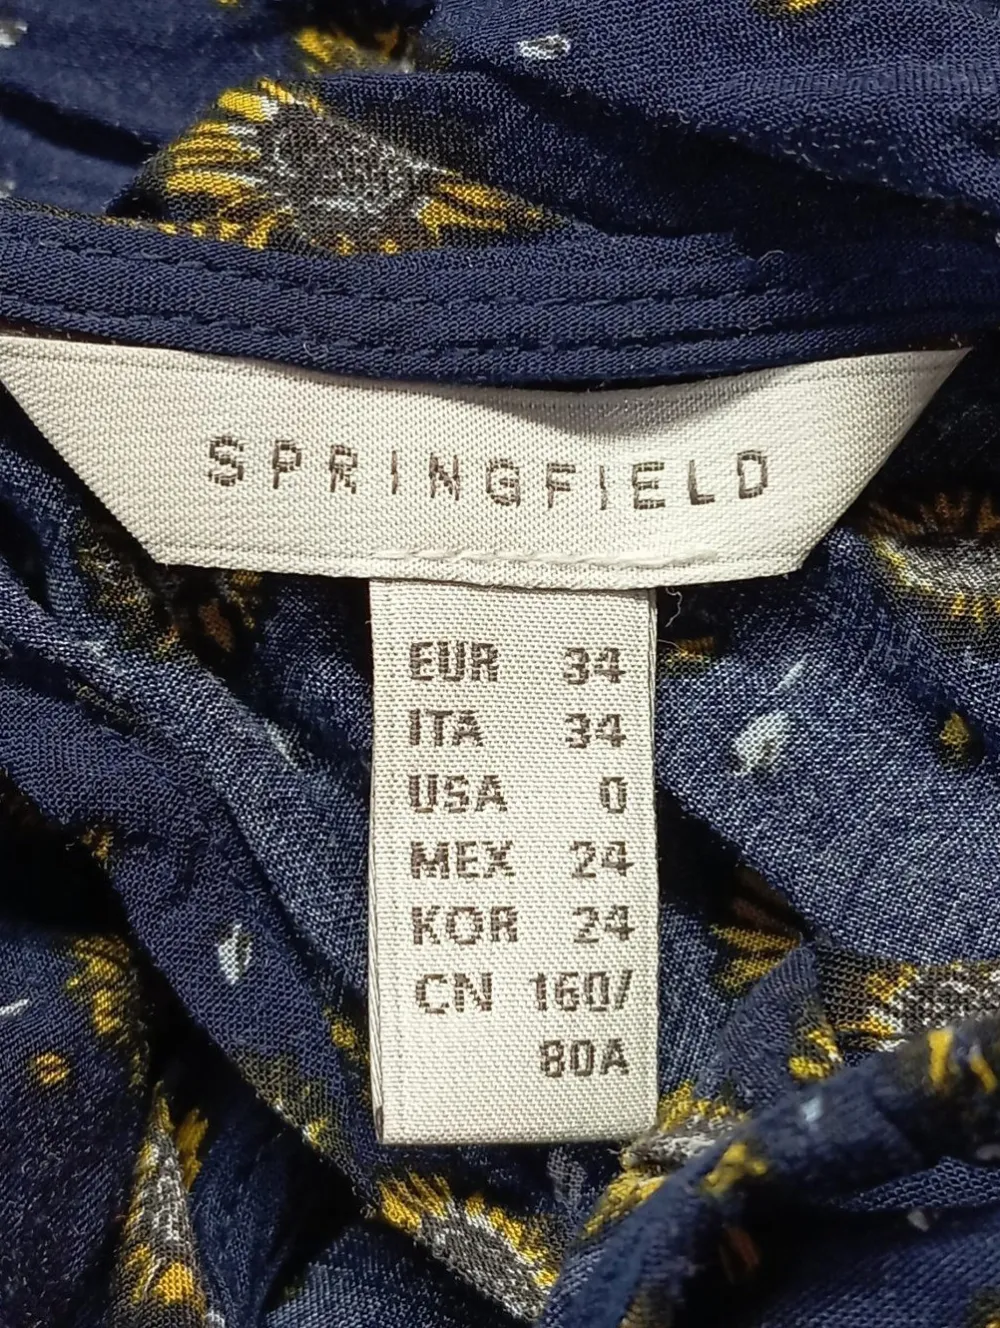 SPRINGFIELD
EUR 34
ITA 34
USA 0
MEX 24
KOR 24
CN 160/
80A